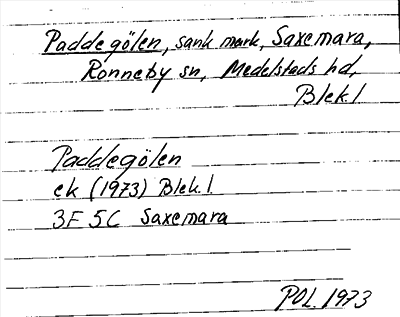 Paddegölen, sank mark, Saxemara,
Ronneby sn, Medelstads hd,
Blek.l.
Paddegölen
ek (1973) Blek.l.
3F 5C Saxemara
POL. 1973